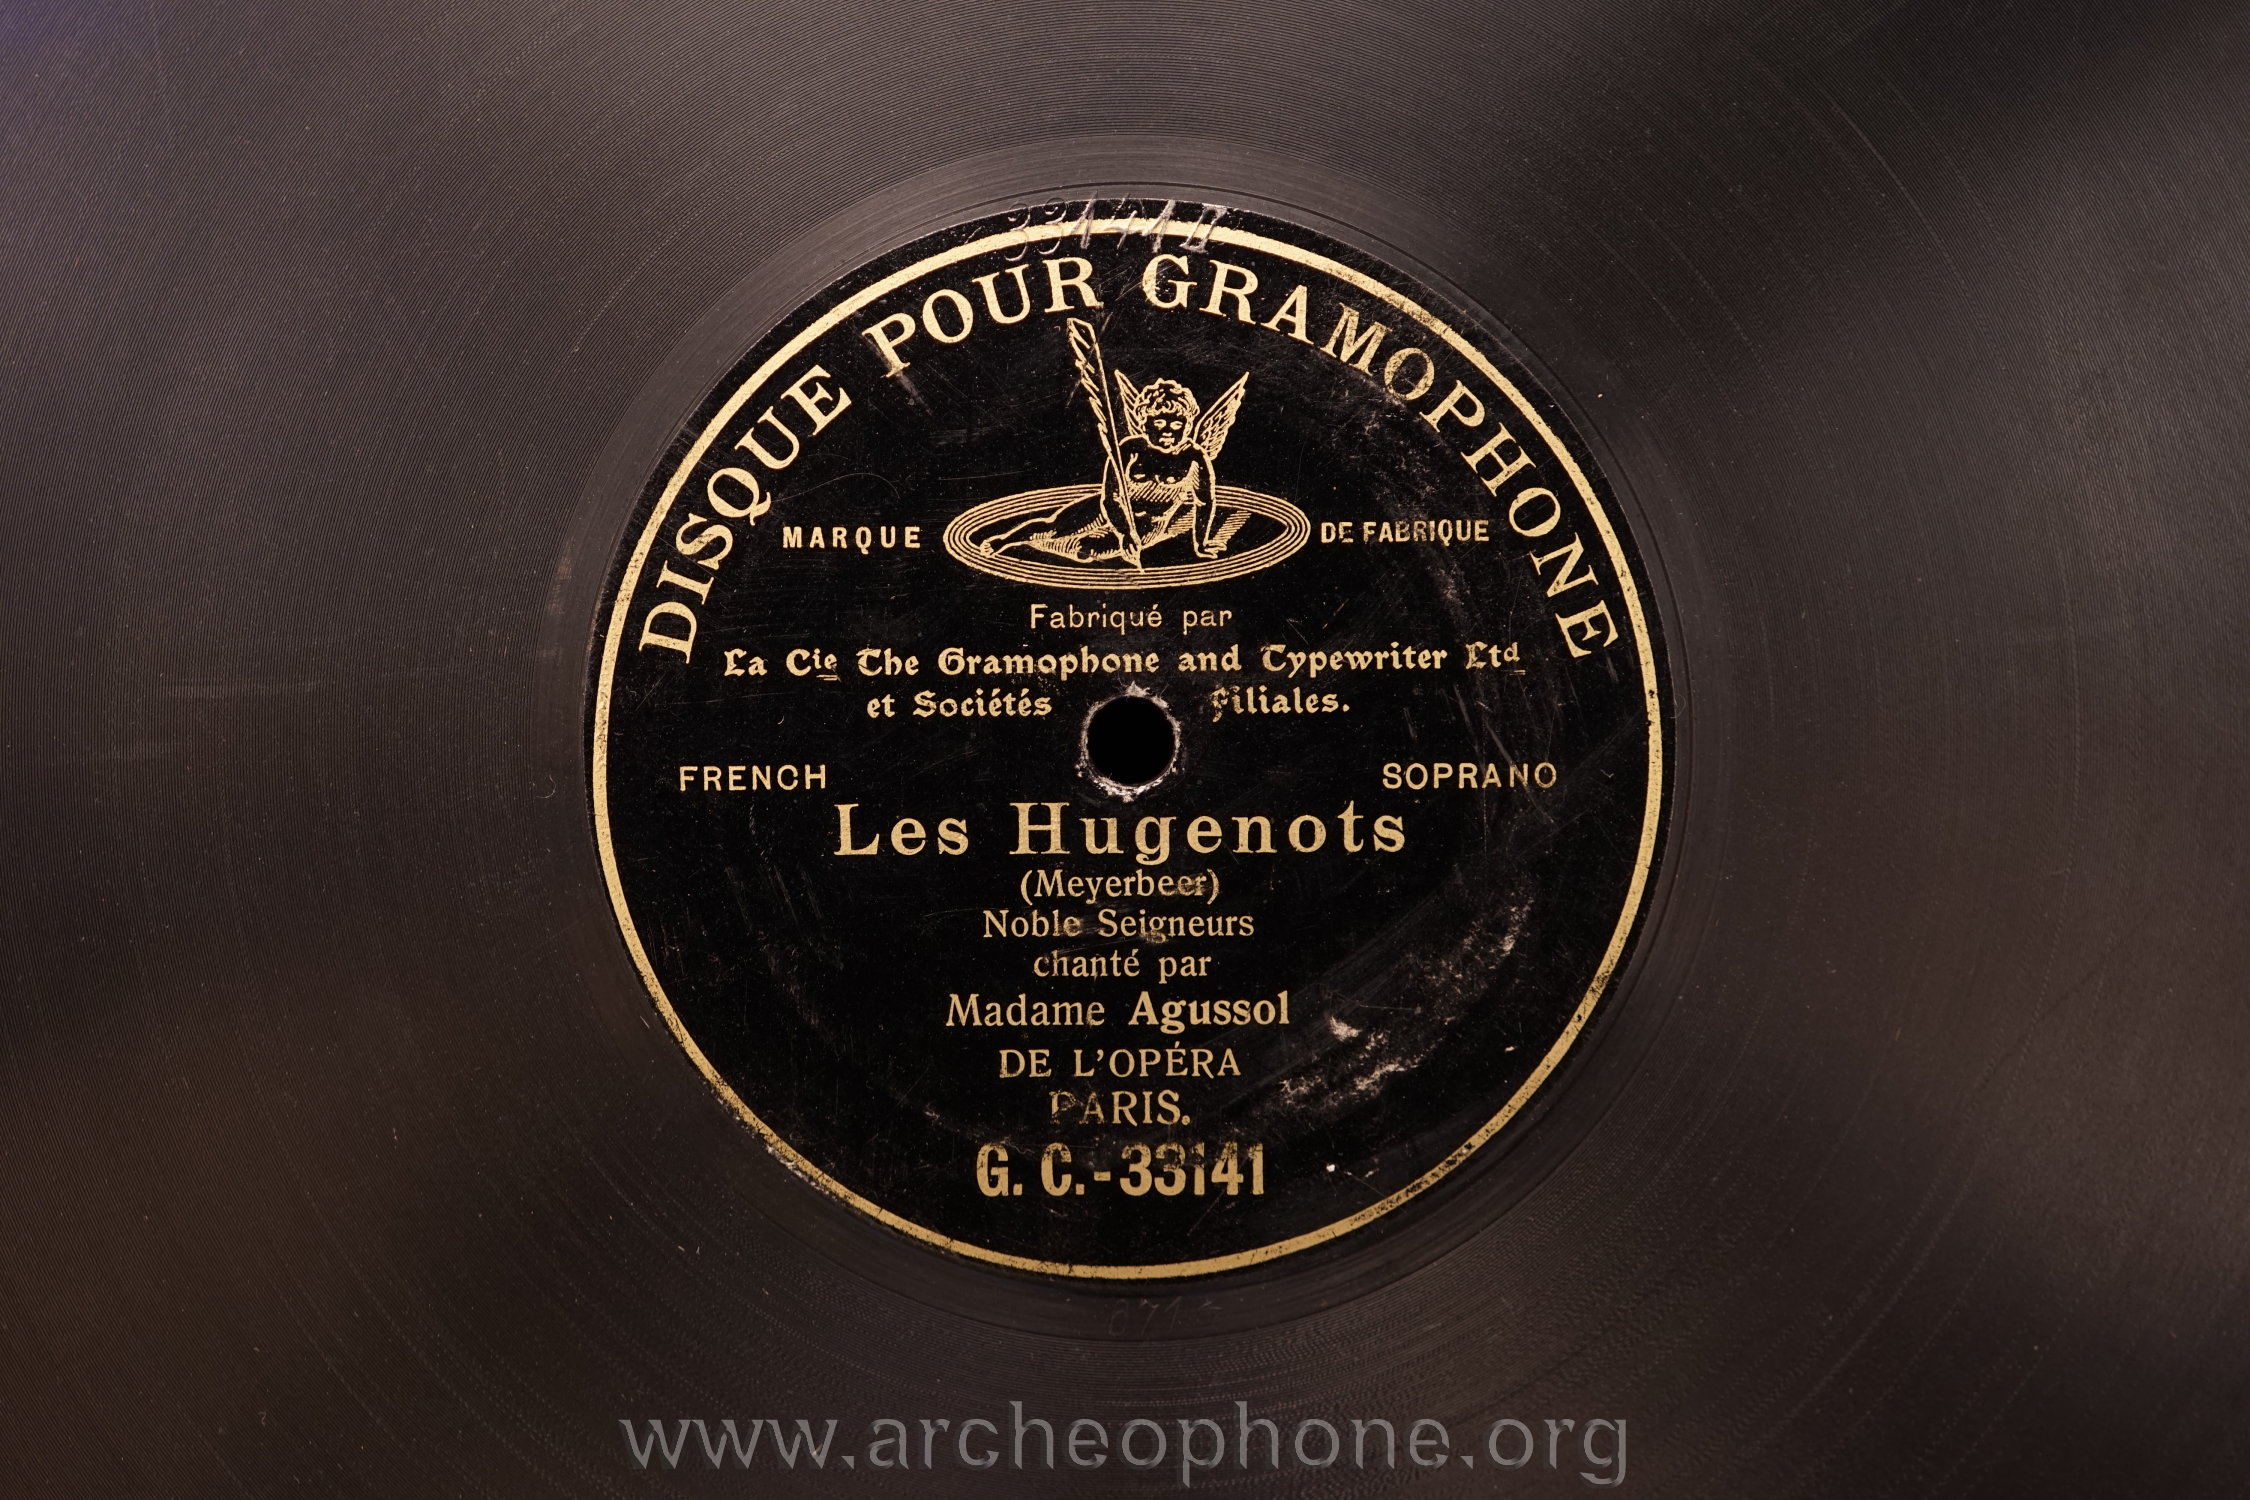 DISQUE POUR GRAMOPHONE
MARQUE DE FABRIQUE
Fabriqué par
La Cie The Gramophone and Typewriter Ltd
et Sociétés filiales.
FRENCH SOPRANO
Les Hugenots
(Meyerbeer)
Noble Seigneurs
chanté par
Madame Agussol
DE L'OPÉRA
PARIS.
G. C.-33141
www.archeophone.org